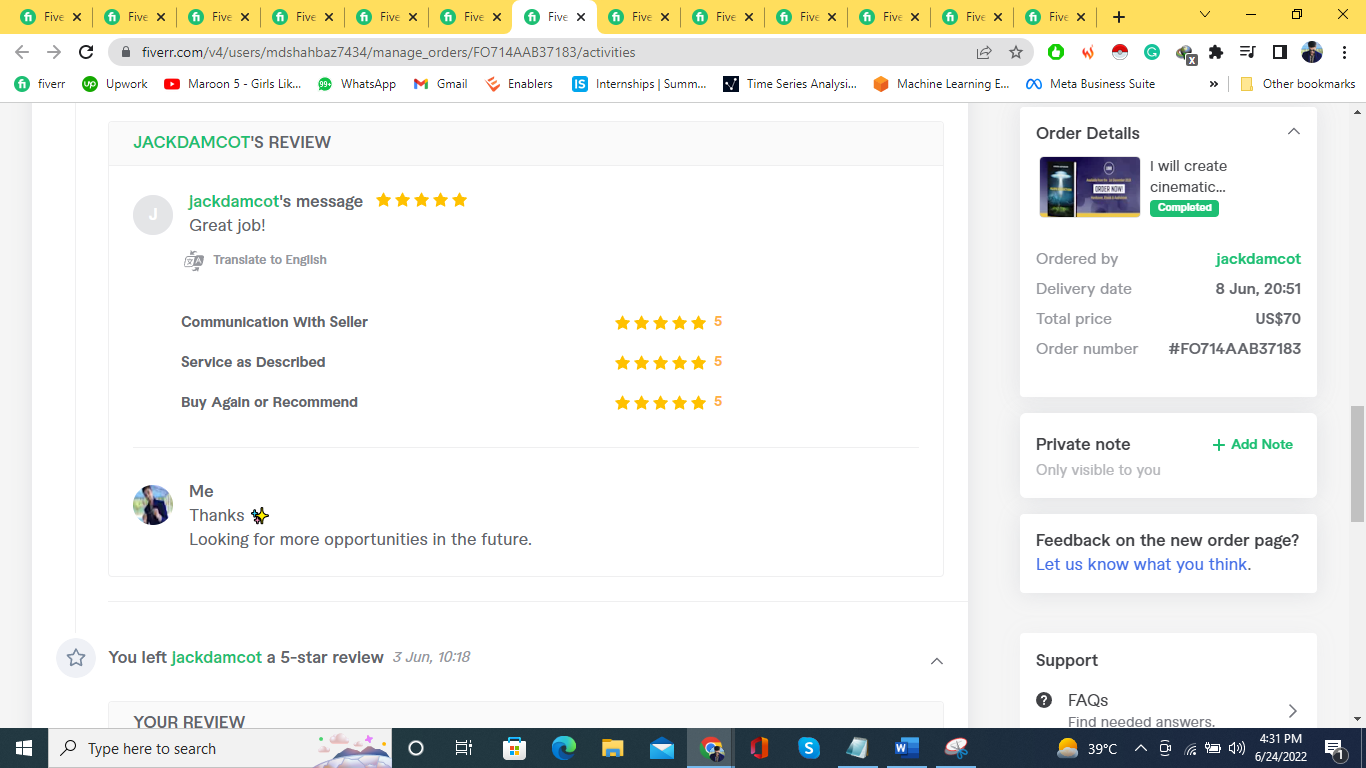 Five
Five
Five
Five
Five
Five
Five
Five
Five
Five
Five
Five
Five
fiverr.com/v4/users/mdshahbaz7434/manage_orders/FO714AAB37183/activities
fiverr
Upwork
Maroon 5 - Girls Lik...
99+
WhatsApp
Gmail
Enablers
IS
Internships | Summ...
Time Series Analysi...
Machine Learning E...
Meta Business Suite
»
Other bookmarks
JACKDAMCOT'S REVIEW
J
jackdamcot's message
Great job!
Translate to English
Communication With Seller 5
Service as Described 5
Buy Again or Recommend 5
Me
Thanks ✨
Looking for more opportunities in the future.
You left jackdamcot a 5-star review 3 Jun, 10:18
YOUR REVIEW
Order Details
ORDER NOW!
I will create
cinematic...
Completed
Ordered by jackdamcot
Delivery date 8 Jun, 20:51
Total price US$70
Order number #FO714AAB37183
Private note + Add Note
Only visible to you
Feedback on the new order page?
Let us know what you think.
Support
FAQs
Find needed answers.
Type here to search
39°C
4:31 PM
6/24/2022
1